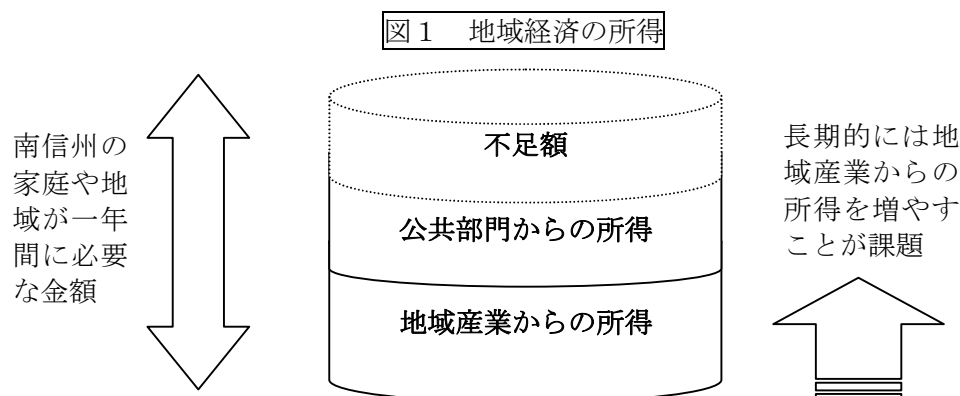 図１　地域経済の所得
南信州の
家庭や地
域が一年
間に必要
な金額
不足額
公共部門からの所得
地域産業からの所得
長期的には地
域産業からの
所得を増やす
ことが課題